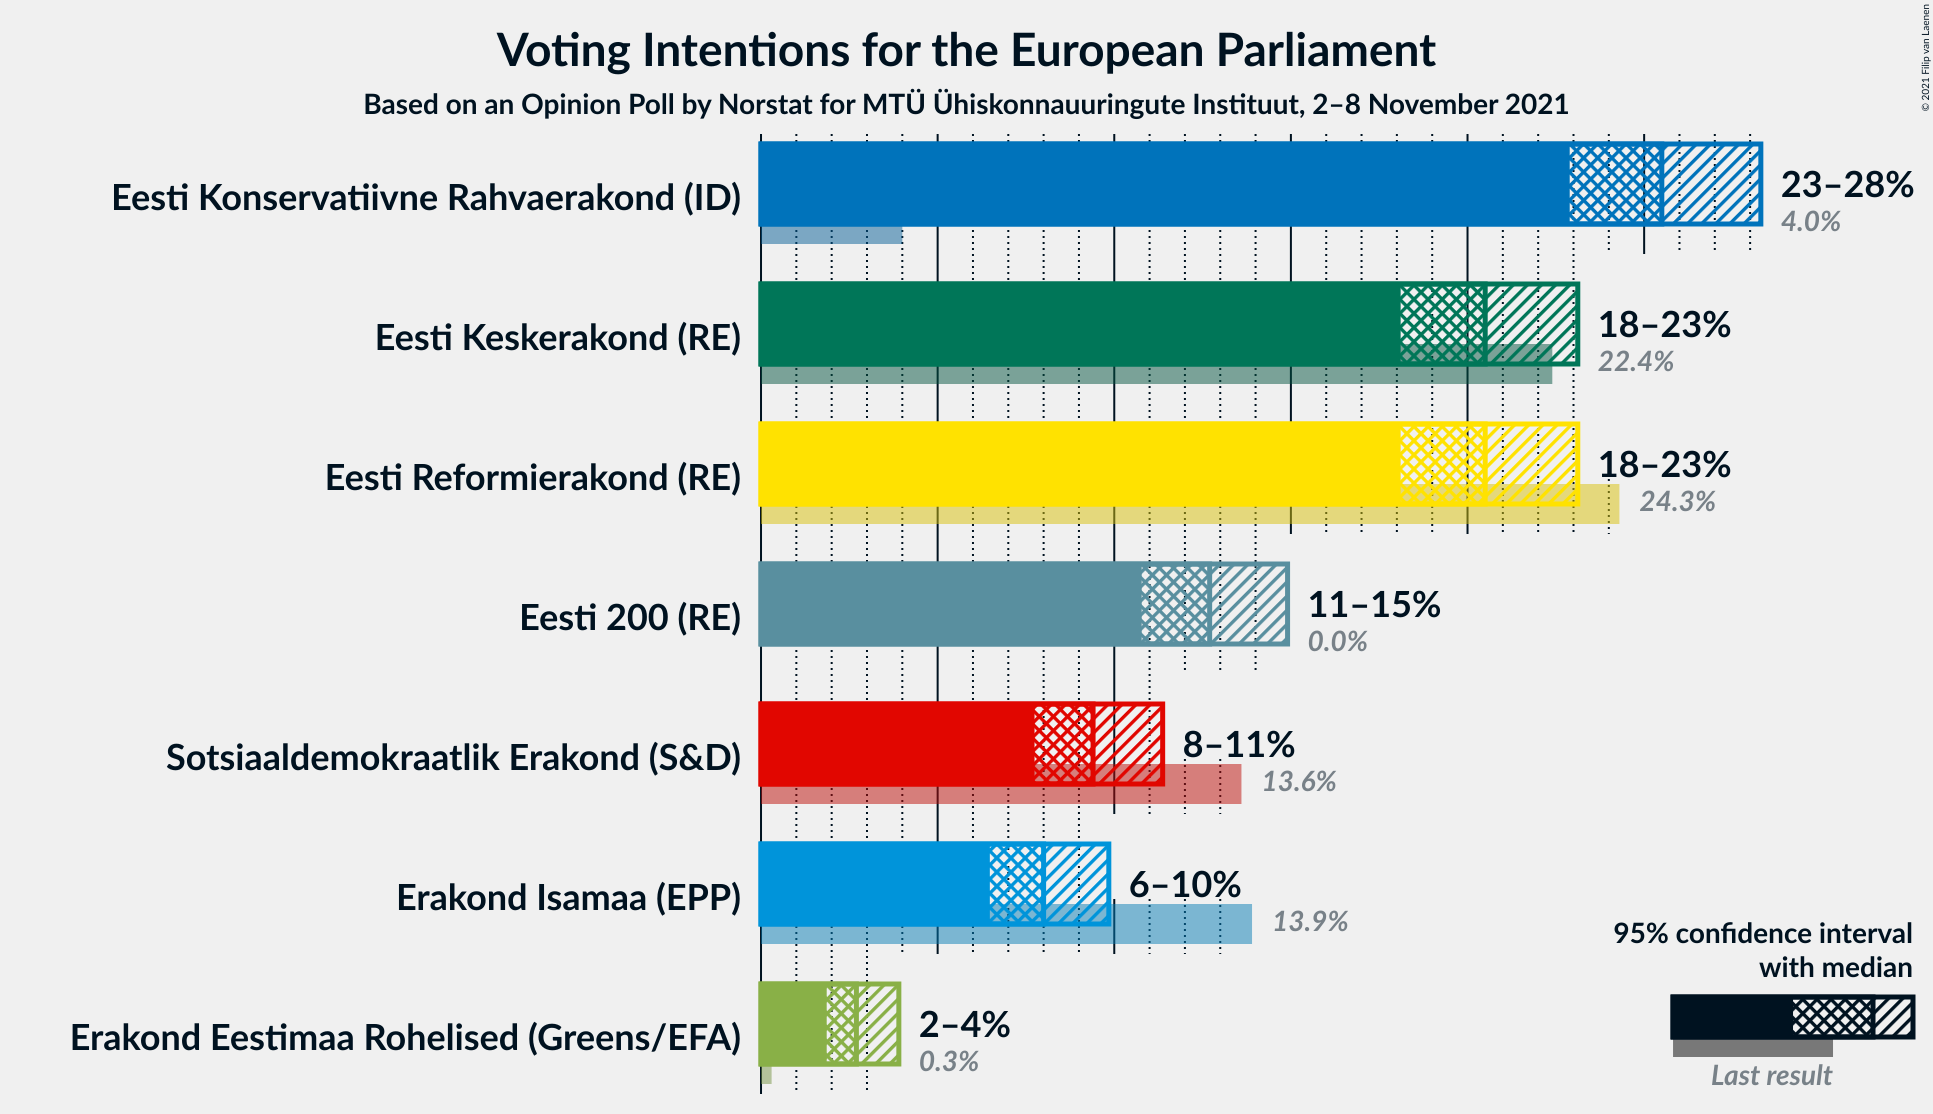 Voting Intentions for the European Parliament
Based on an Opinion Poll by Norstat for MTÜ Ühiskonnauuringute Instituut, 2–8 November 2021
© 2021 Filip van Laenen
Eesti Konservatiivne Rahvaerakond (ID)
23–28%
4.0%
Eesti Keskerakond (RE)
18–23%
22.4%
Eesti Reformierakond (RE)
18–23%
24.3%
Eesti 200 (RE)
11–15%
0.0%
Sotsiaaldemokraatlik Erakond (S&D)
8–11%
13.6%
Erakond Isamaa (EPP)
6–10%
13.9%
Erakond Eestimaa Rohelised (Greens/EFA)
2–4%
0.3%
95% confidence interval
with median
Last result